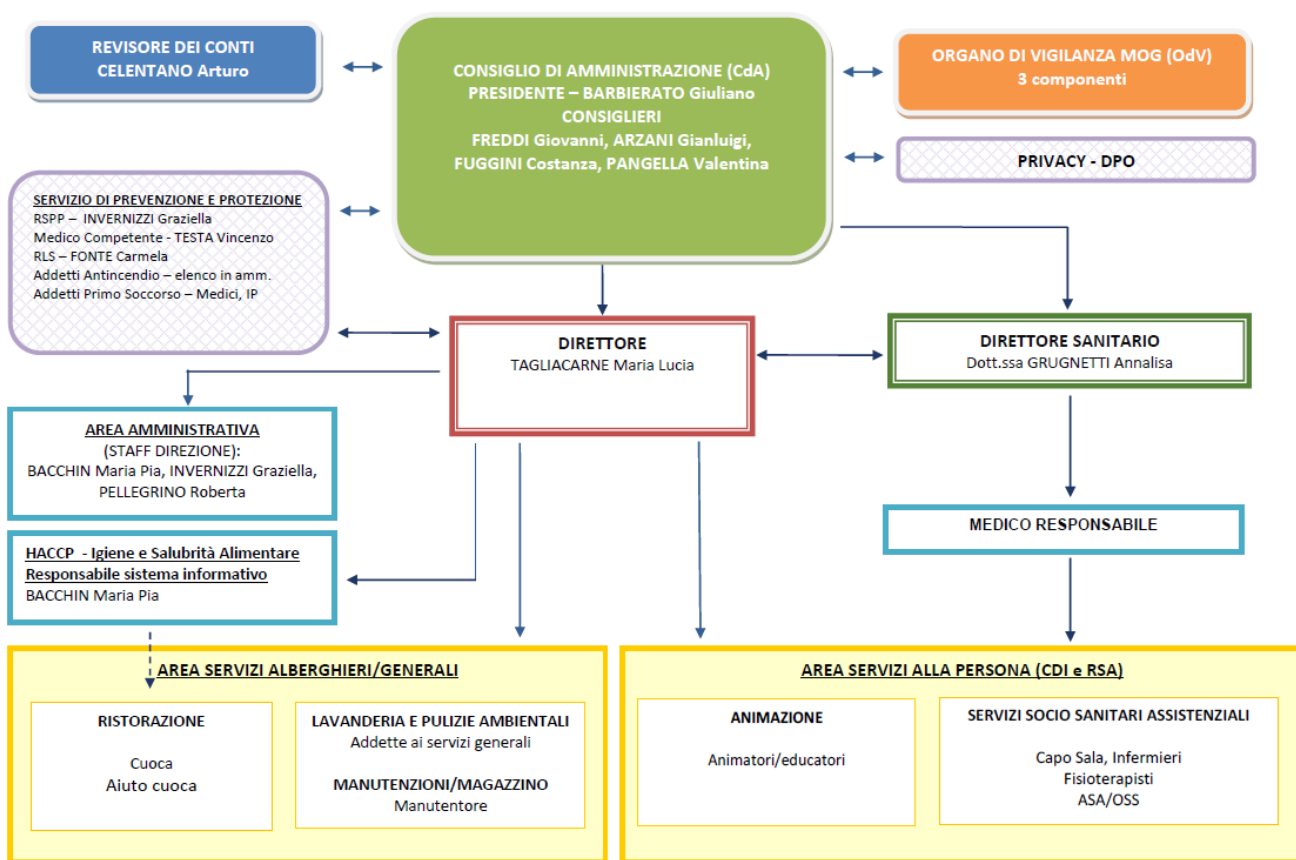 REVISORE DEI CONTI
CELENTANO Arturo
CONSIGLIO DI AMMINISTRAZIONE (CdA)
PRESIDENTE – BARBIERATO Giuliano
CONSIGLIERI
FREDDI Giovanni, ARZANI Gianluigi,
FUGGINI Costanza, PANGELLA Valentina
ORGANO DI VIGILANZA MOG (OdV)
3 componenti
PRIVACY - DPO
SERVIZIO DI PREVENZIONE E PROTEZIONE
RSPP – INVERNIZZI Graziella
Medico Competente - TESTA Vincenzo
RLS – FONTE Carmela
Addetti Antincendio – elenco in amm.
Addetti Primo Soccorso – Medici, IP
DIRETTORE
TAGLIACARNE Maria Lucia
DIRETTORE SANITARIO
Dott.ssa GRUGNETTI Annalisa
AREA AMMINISTRATIVA
(STAFF DIREZIONE):
BACCHIN Maria Pia, INVERNIZZI Graziella,
PELLEGRINO Roberta
MEDICO RESPONSABILE
HACCP - Igiene e Salubrità Alimentare
Responsabile sistema informativo
BACCHIN Maria Pia
AREA SERVIZI ALBERGHIERI/GENERALI
RISTORAZIONE
Cuoca
Aiuto cuoca
LAVANDERIA E PULIZIE AMBIENTALI
Addette ai servizi generali
MANUTENZIONI/MAGAZZINO
Manutentore
AREA SERVIZI ALLA PERSONA (CDI e RSA)
ANIMAZIONE
Animatori/educatori
SERVIZI SOCIO SANITARI ASSISTENZIALI
Capo Sala, Infermieri
Fisioterapisti
ASA/OSS